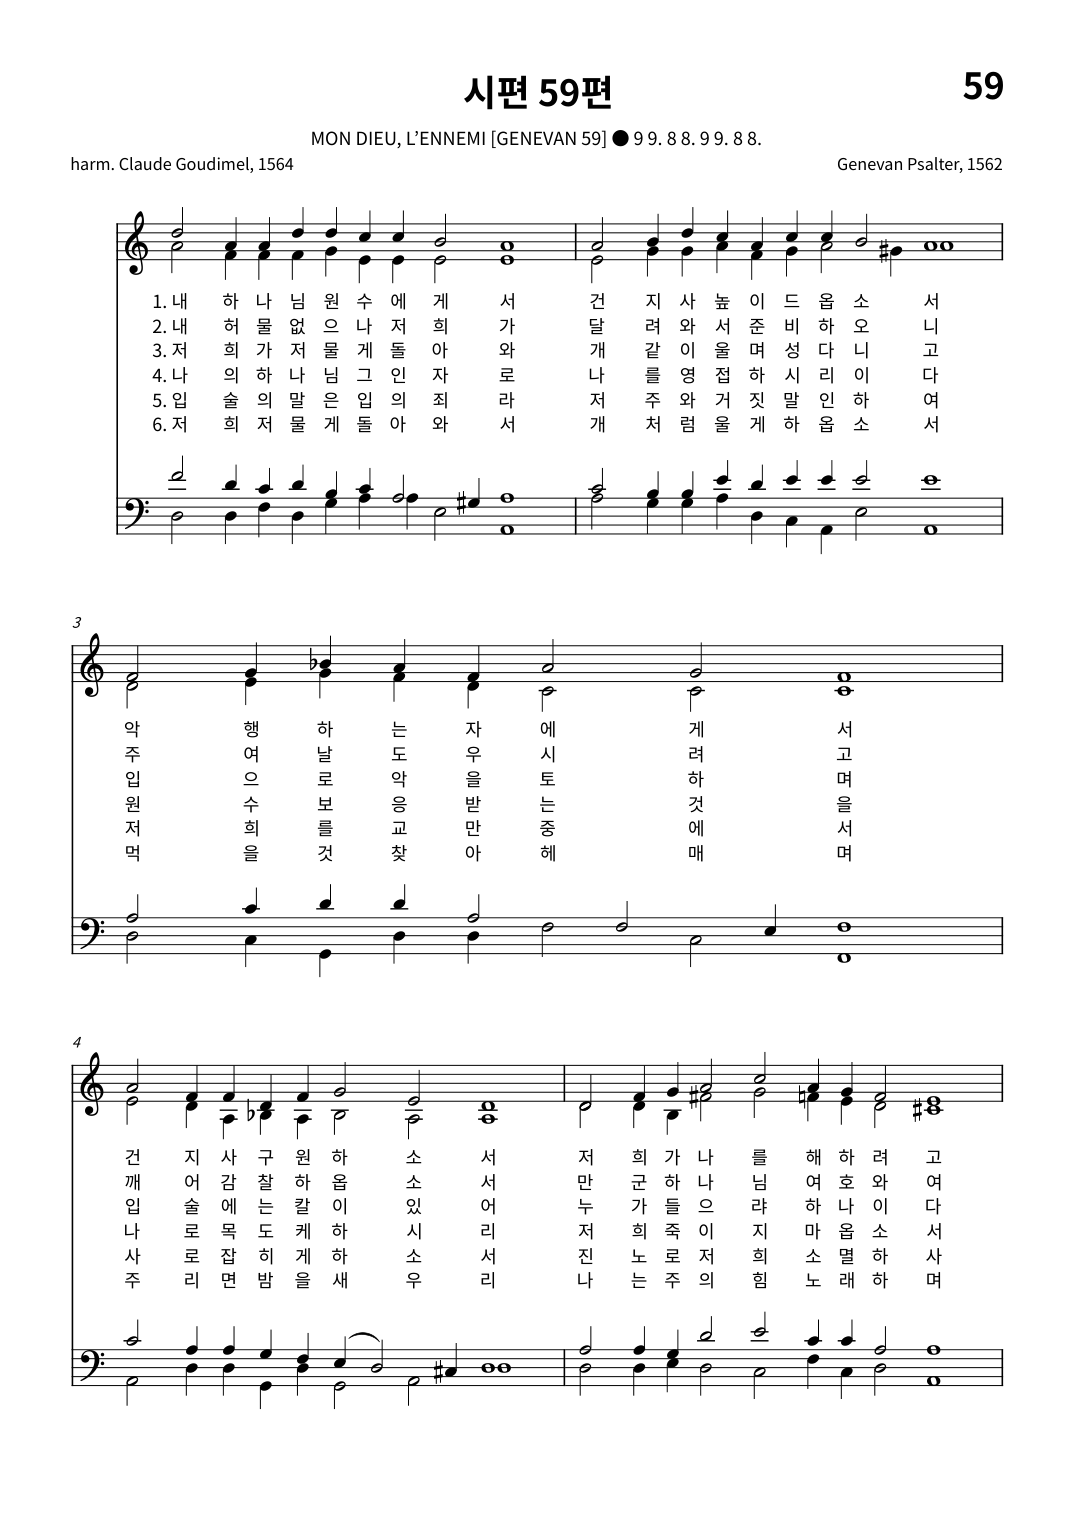 시편 59편
59
MON DIEU, L’ENNEMI [GENEVAN 59] ● 9 9. 8 8. 9 9. 8 8.
harm. Claude Goudimel, 1564
Genevan Psalter, 1562
1. 내 하 나 님 원 수 에 게 서 건 지 사 높 이 드 옵 소 서
2. 내 허 물 없 으 나 저 희 가 달 려 와 서 준 비 하 오 니
3. 저 희 가 저 물 게 돌 아 와 개 같 이 울 며 성 다 니 고
4. 나 의 하 나 님 그 인 자 로 나 를 영 접 하 시 리 이 다
5. 입 술 의 말 은 입 의 죄 라 저 주 와 거 짓 말 인 하 여
6. 저 희 저 물 게 돌 아 와 서 개 처 럼 울 게 하 옵 소 서
3
악 행 하 는 자 에 게 서
주 여 날 도 우 시 려 고
입 으 로 악 을 토 하 며
원 수 보 응 받 는 것 을
저 희 를 교 만 중 에 서
먹 을 것 찾 아 헤 매 며
4
건 지 사 구 원 하 소 서 저 희 가 나 를 해 하 려 고
깨 어 감 찰 하 옵 소 서 만 군 하 나 님 여 호 와 여
입 술 에 는 칼 이 있 어 누 가 들 으 랴 하 나 이 다
나 로 목 도 케 하 시 리 저 희 죽 이 지 마 옵 소 서
사 로 잡 히 게 하 소 서 진 노 로 저 희 소 멸 하 사
주 리 면 밤 을 새 우 리 나 는 주 의 힘 노 래 하 며